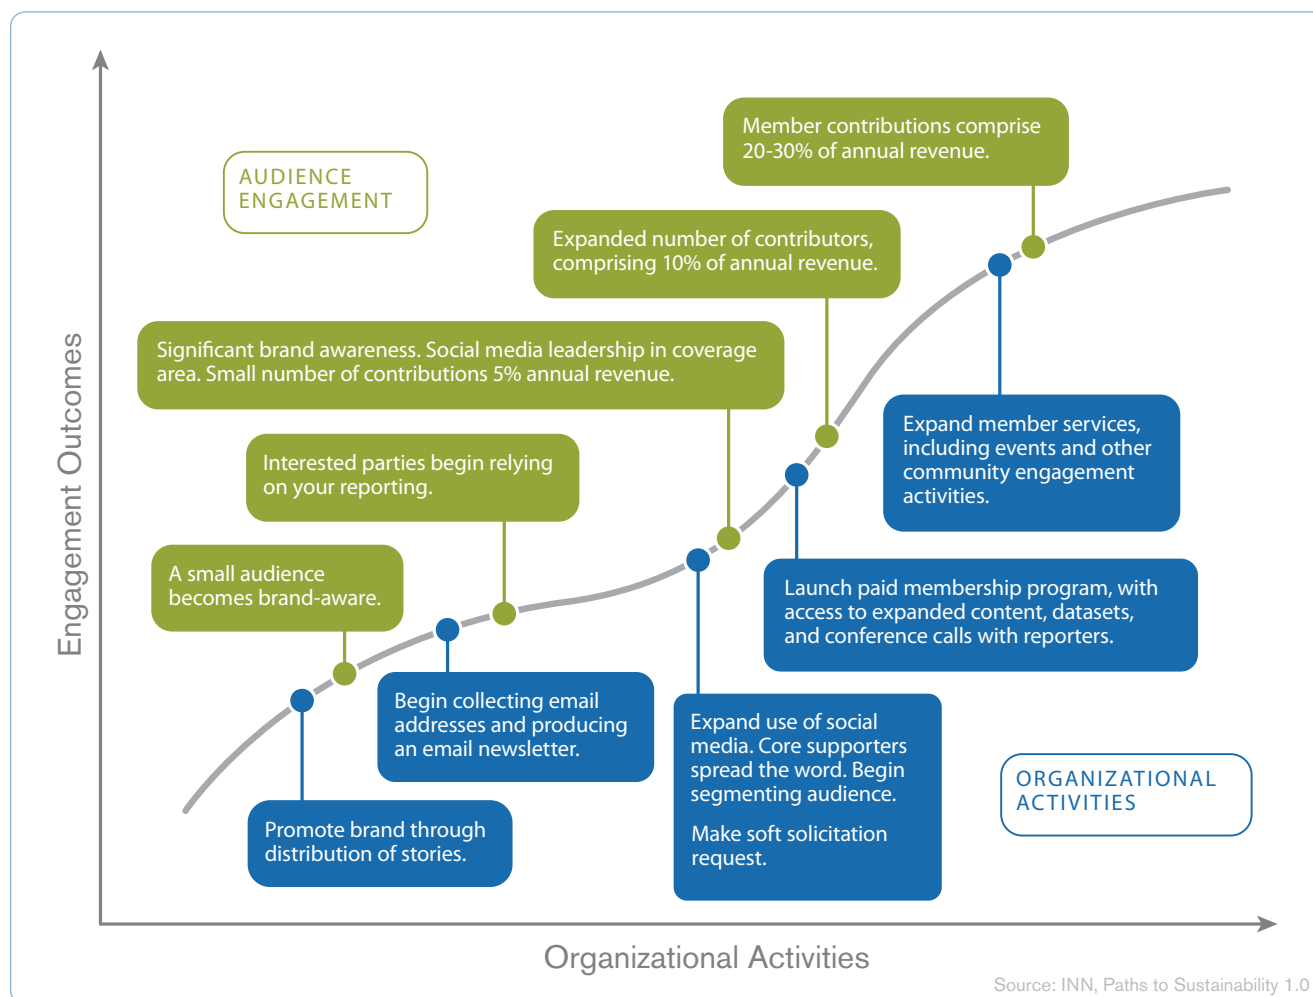 Member contributions comprise
20-30% of annual revenue.
AUDIENCE
ENGAGEMENT
Expanded number of contributors,
comprising 10% of annual revenue.
Significant brand awareness. Social media leadership in coverage
area. Small number of contributions 5% annual revenue.
Interested parties begin relying
on your reporting.
A small audience
becomes brand-aware.
Expand member services,
including events and other
community engagement
activities.
Launch paid membership program, with
access to expanded content, datasets,
and conference calls with reporters.
Begin collecting email
addresses and producing
an email newsletter.
Expand use of social
media. Core supporters
spread the word. Begin
segmenting audience.
Make soft solicitation
request.
Promote brand through
distribution of stories.
ORGANIZATIONAL
ACTIVITIES
Engagement Outcomes
Organizational Activities
Source: INN, Paths to Sustainability 1.0